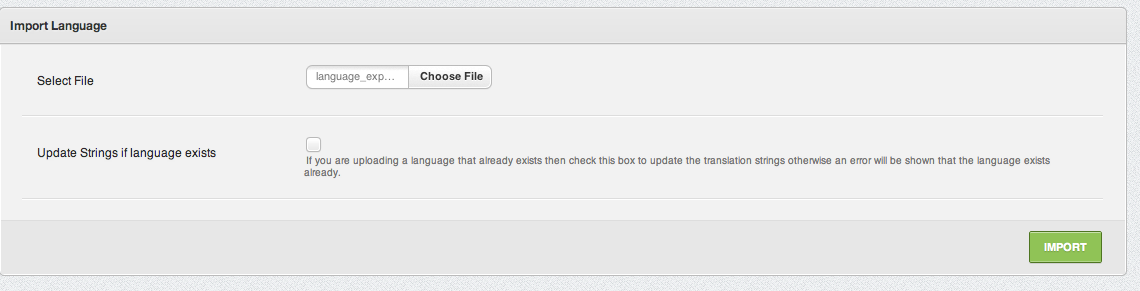 Import Language
Select File
language_exp...
Choose File
Update Strings if language exists
If you are uploading a language that already exists then check this box to update the translation strings otherwise an error will be shown that the language exists
already.
IMPORT